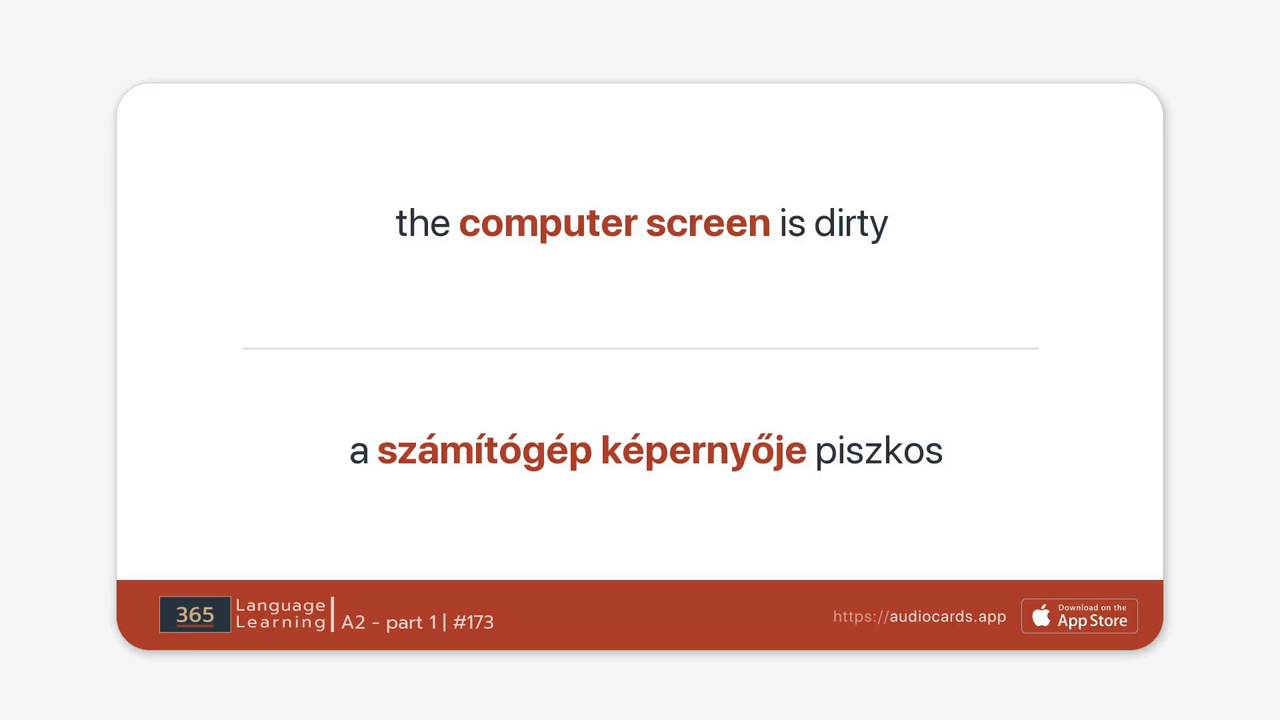 the computer screen is dirty
a számítógép képernyője piszkos
365
Language
Learning
A2 - part 1 | #173
https://audiocards.app
Download on the
App Store